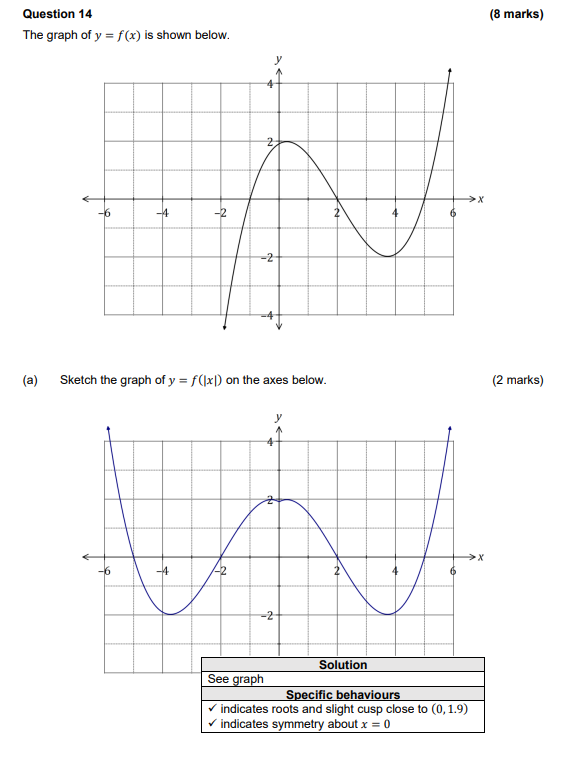 Question 14 (8 marks)
The graph of y = f(x) is shown below.
y
4
2
-6 -4 -2 2 4 6 x
-2
-4
(a) Sketch the graph of y = f(|x|) on the axes below. (2 marks)
y
4
2
-6 -4 -2 2 4 6 x
-2
Solution
See graph
Specific behaviours
✓ indicates roots and slight cusp close to (0, 1.9)
✓ indicates symmetry about x = 0